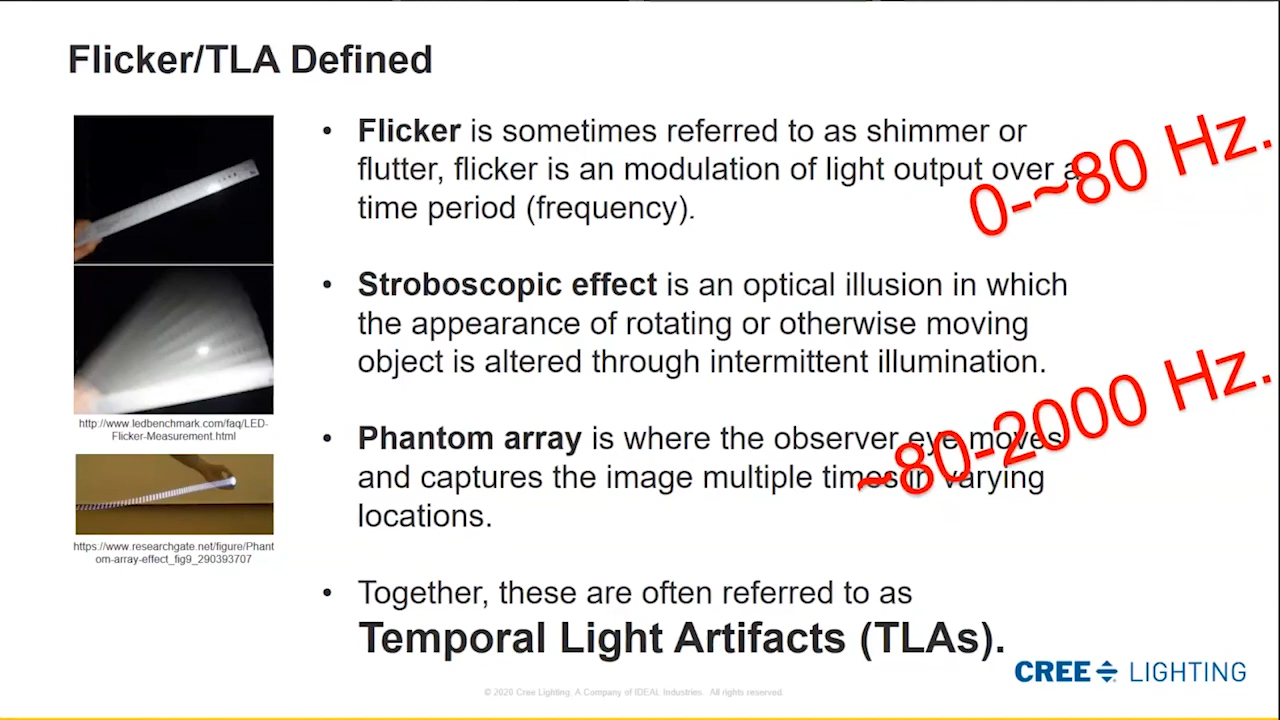 Flicker/TLA Defined
• Flicker is sometimes referred to as shimmer or
flutter, flicker is an modulation of light output over a
time period (frequency).
0-~80 Hz.
• Stroboscopic effect is an optical illusion in which
the appearance of rotating or otherwise moving
object is altered through intermittent illumination.
~80-2000 Hz.
• Phantom array is where the observer eye moves
and captures the image multiple times in varying
locations.
• Together, these are often referred to as
Temporal Light Artifacts (TLAs).
http://www.ledbenchmark.com/faq/LED-
Flicker-Measurement.html
https://www.researchgate.net/figure/Phant
om-array-effect_fig9_290393707
CREE LIGHTING
© 2020 Cree Lighting, A Company of IDEAL Industries. All rights reserved.